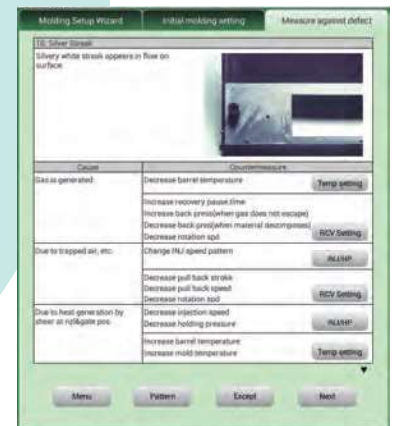 Molding Setup Wizard
Initial molding setting
Measure against defect
10. Silver Streak
Silvery white streak appears in flow on
surface.
Cause
Countermeasure
Gas is generated.
Decrease barrel temperature
Temp setting
Increase recovery pause time
Increase back press(when gas does not escape)
Decrease back pres(when material decomposes)
Decrease rotation spd
RCV Setting
Due to trapped air, etc.
Change INJ speed pattern
INJ/HP
Decrease pull back stroke
Decrease pull back speed
Decrease rotation spd
RCV Setting
Due to heat generation by
sheer at nzl&gate pos.
Decrease injection speed
Decrease holding pressure
INJ/HP
Increase barrel temperature
Increase mold temperature
Temp setting
Menu
Pattern
Except
Next